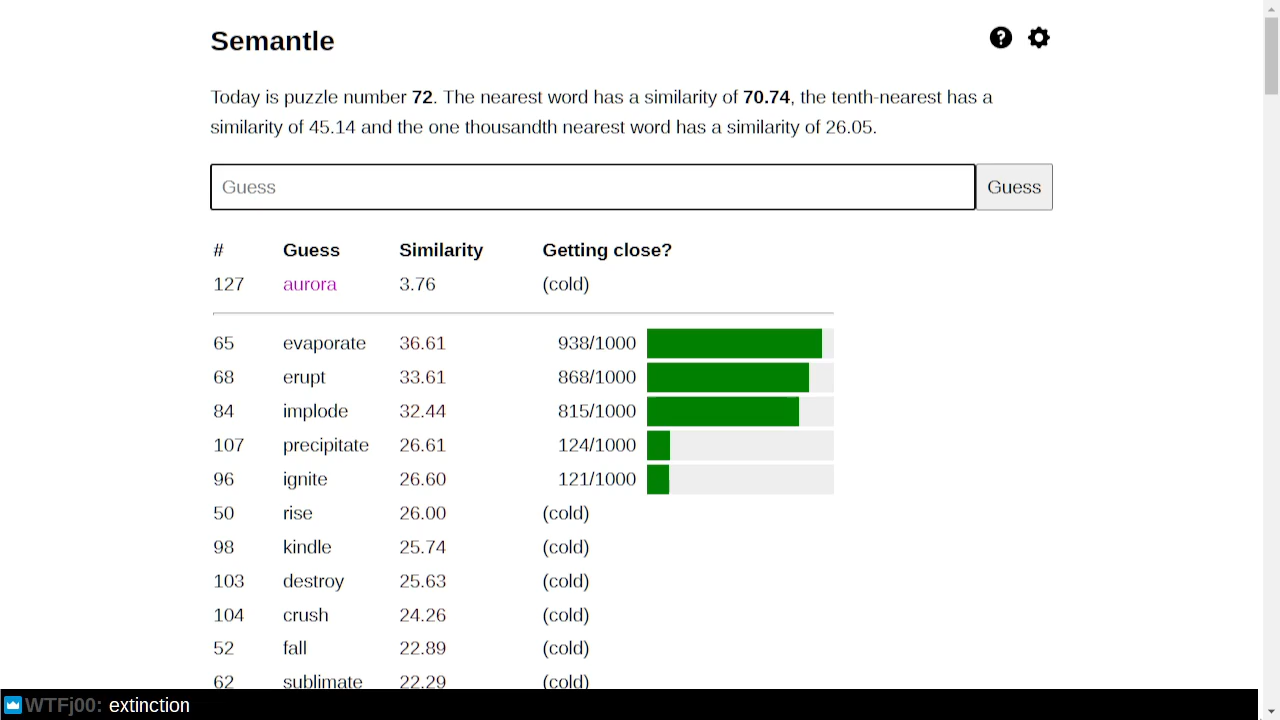 Semantle
Today is puzzle number 72. The nearest word has a similarity of 70.74, the tenth-nearest has a
similarity of 45.14 and the one thousandth nearest word has a similarity of 26.05.
Guess Guess
# Guess Similarity Getting close?
127 aurora 3.76 (cold)
65 evaporate 36.61 938/1000
68 erupt 33.61 868/1000
84 implode 32.44 815/1000
107 precipitate 26.61 124/1000
96 ignite 26.60 121/1000
50 rise 26.00 (cold)
98 kindle 25.74 (cold)
103 destroy 25.63 (cold)
104 crush 24.26 (cold)
52 fall 22.89 (cold)
62 sublimate 22.29 (cold)
WTFj00: extinction